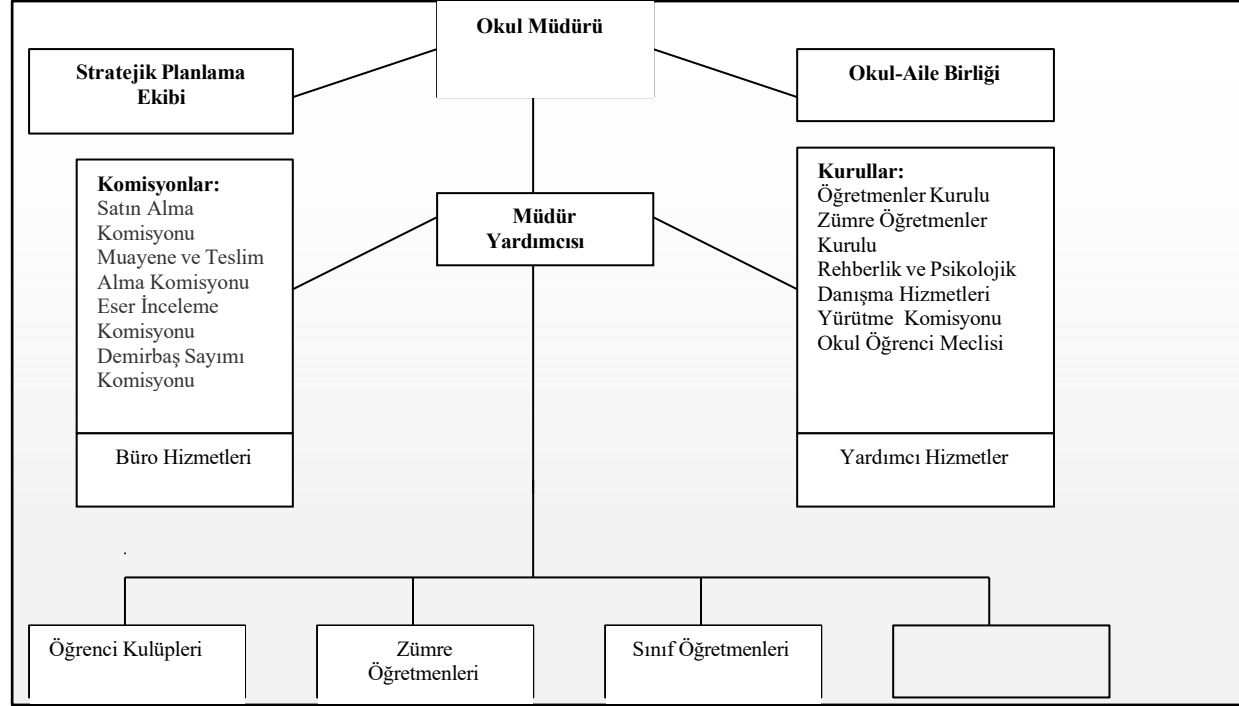 Okul Müdürü
Stratejik Planlama
Ekibi
Okul-Aile Birliği
Komisyonlar:
Satın Alma
Komisyonu
Muayene ve Teslim
Alma Komisyonu
Eser İnceleme
Komisyonu
Demirbaş Sayımı
Komisyonu
Müdür
Yardımcısı
Kurullar:
Öğretmenler Kurulu
Zümre Öğretmenler
Kurulu
Rehberlik ve Psikolojik
Danışma Hizmetleri
Yürütme Komisyonu
Okul Öğrenci Meclisi
Büro Hizmetleri
Yardımcı Hizmetler
Öğrenci Kulüpleri
Zümre
Öğretmenleri
Sınıf Öğretmenleri